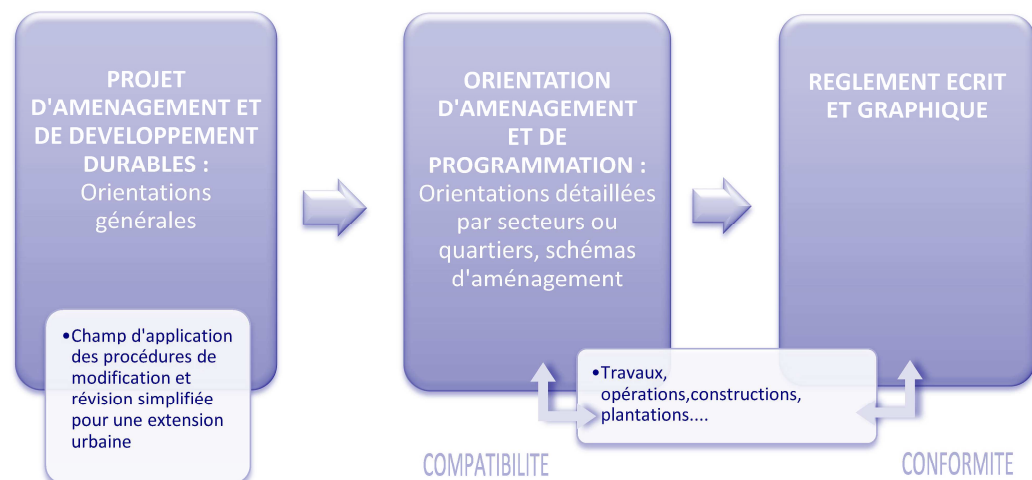 PROJET
D'AMENAGEMENT ET
DE DEVELOPPEMENT
DURABLES :
Orientations
générales
•Champ d'application
des procédures de
modification et
révision simplifiée
pour une extension
urbaine
ORIENTATION
D'AMENAGEMENT
ET DE
PROGRAMMATION :
Orientations détaillées
par secteurs ou
quartiers, schémas
d'aménagement
REGLEMENT ECRIT
ET GRAPHIQUE
•Travaux,
opérations,constructions,
plantations....
COMPATIBILITE
CONFORMITE